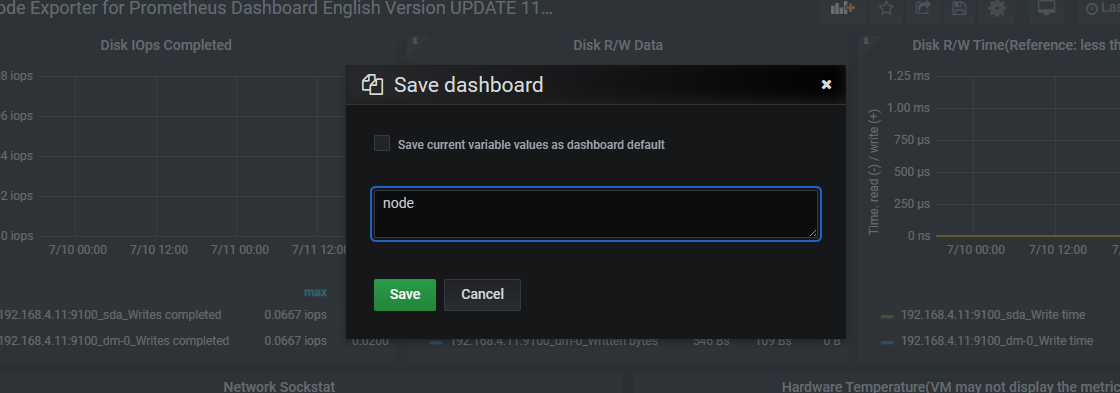 ode Exporter for Prometheus Dashboard English Version UPDATE 11...
Disk IOps Completed
Disk R/W Data
Disk R/W Time(Reference: less th
8 iops
6 iops
4 iops
2 iops
0 iops
7/10 00:00
7/10 12:00
7/11 00:00
7/11 12:00
max
192.168.4.11:9100_sda_Writes completed
0.0667 iops
192.168.4.11:9100_dm-0_Writes completed
0.0667 iops
0.0200
Save dashboard
Save current variable values as dashboard default
node
Save
Cancel
192.168.4.11:9100_dm-0_Written bytes
546 Bs
109 Bs
0 B
Time. read (-) / write (+)
1.25 ms
1.00 ms
750 µs
500 µs
250 µs
0 ns
7/10 00:00
7/10 12:00
192.168.4.11:9100_sda_Write time
192.168.4.11:9100_dm-0_Write time
Network Sockstat
Hardware Temperature(VM may not display the metric